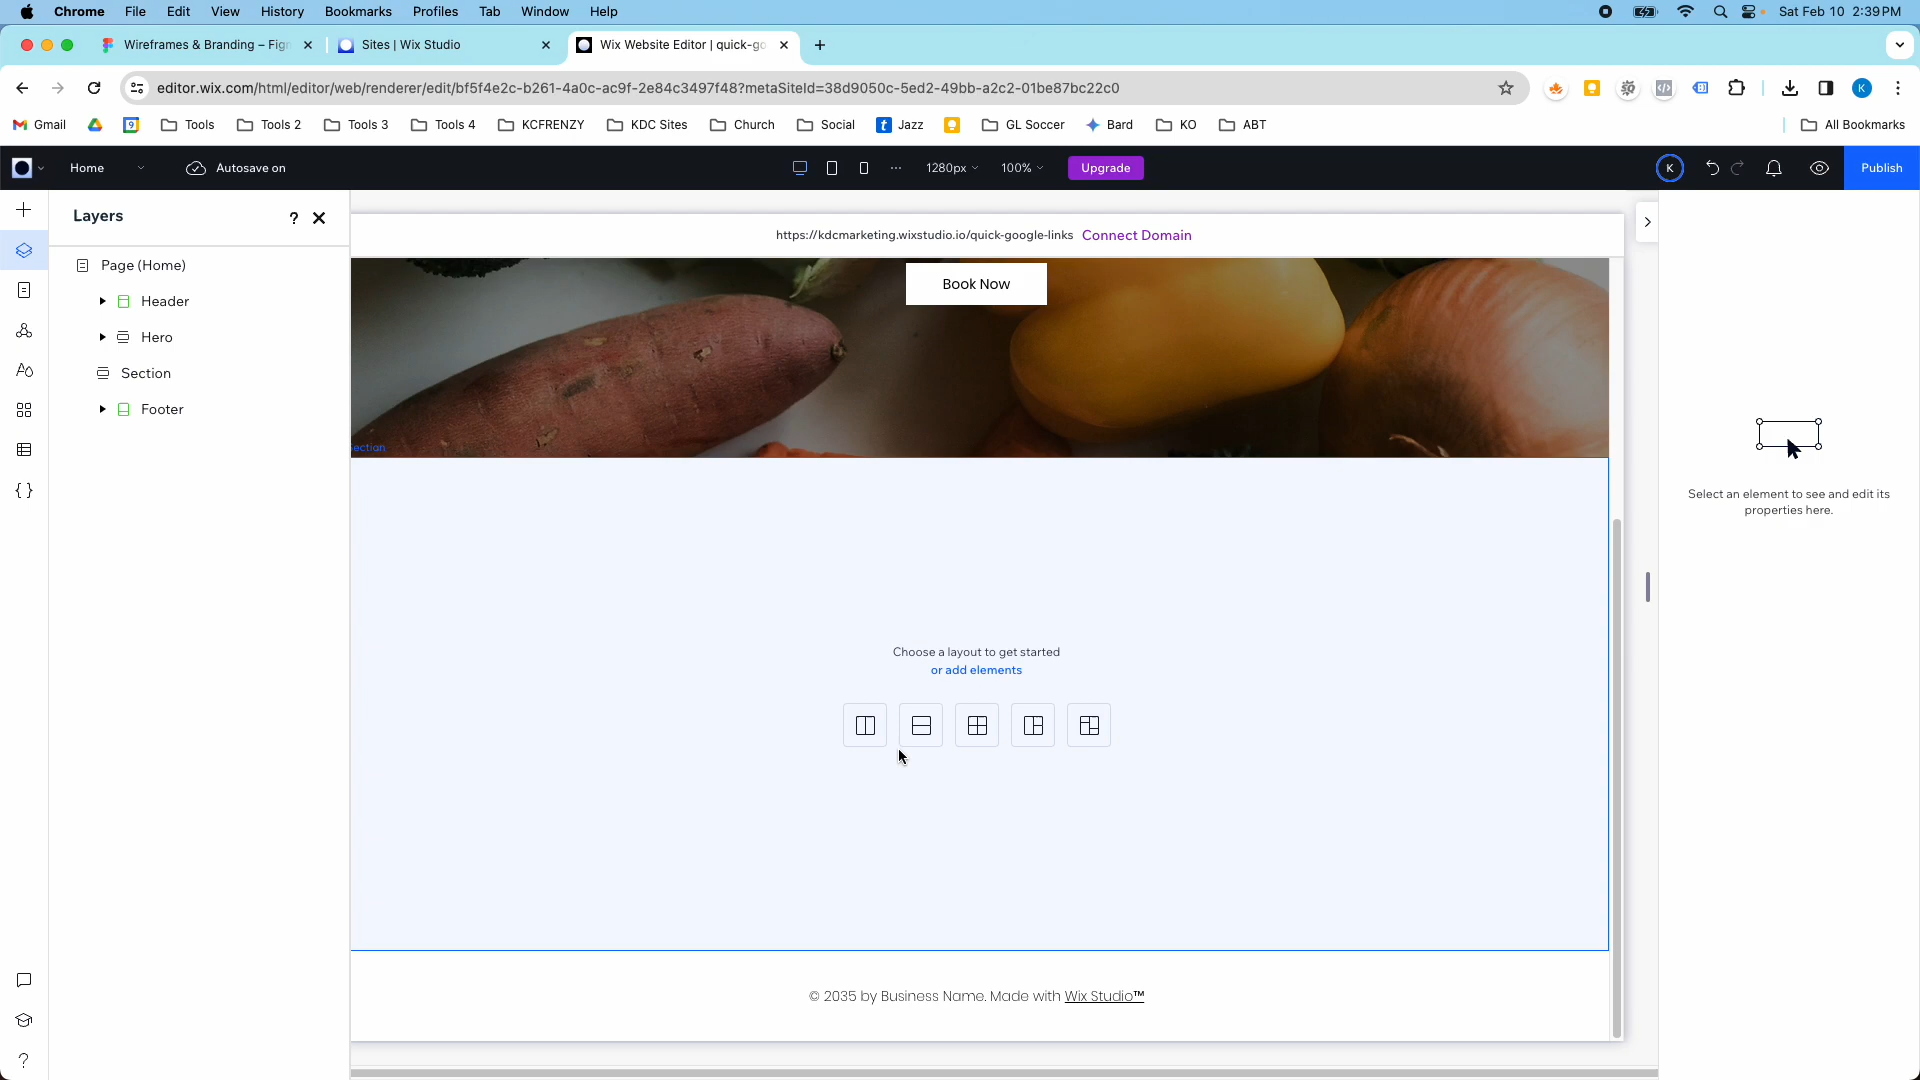 Chrome File Edit View History Bookmarks Profiles Tab Window Help Sat Feb 10 2:39 PM
Wireframes & Branding – Fig Sites | Wix Studio Wix Website Editor | quick-go
editor.wix.com/html/editor/web/renderer/edit/bf5f4e2c-b261-4a0c-ac9f-2e84c3497f48?metaSiteId=38d9050c-5ed2-49bb-a2c2-01be87bc22c0 K
Gmail 9 Tools Tools 2 Tools 3 Tools 4 KCFRENZY KDC Sites Church Social t Jazz GL Soccer Bard KO ABT All Bookmarks
Home Autosave on 1280px 100% Upgrade K Publish
Layers ?
https://kdcmarketing.wixstudio.io/quick-google-links Connect Domain
Page (Home)
Book Now
Header
Hero
Section
Footer
Section
Select an element to see and edit its
properties here.
Choose a layout to get started
or add elements
© 2035 by Business Name. Made with Wix Studio™
?